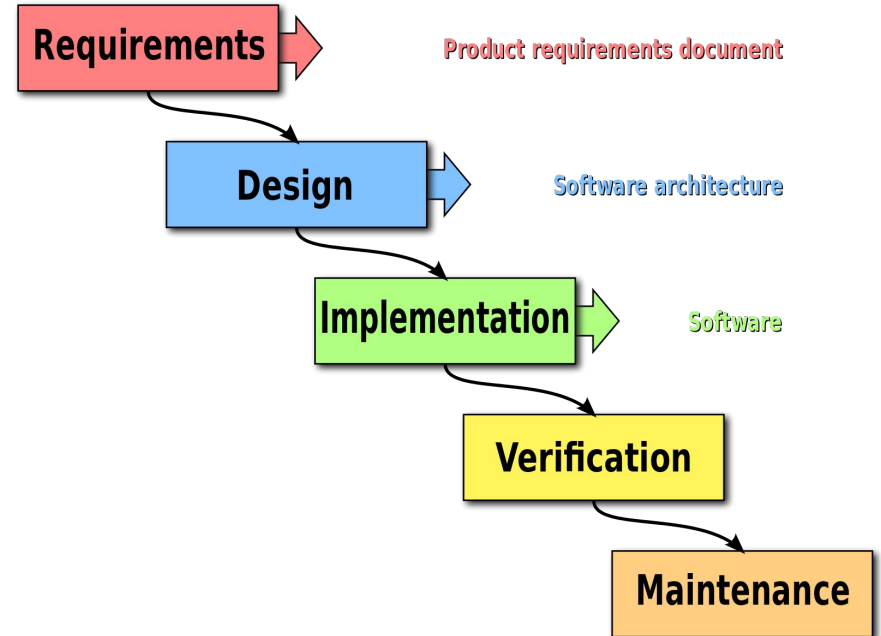 Requirements
Product requirements document
Design
Software architecture
Implementation
Software
Verification
Maintenance